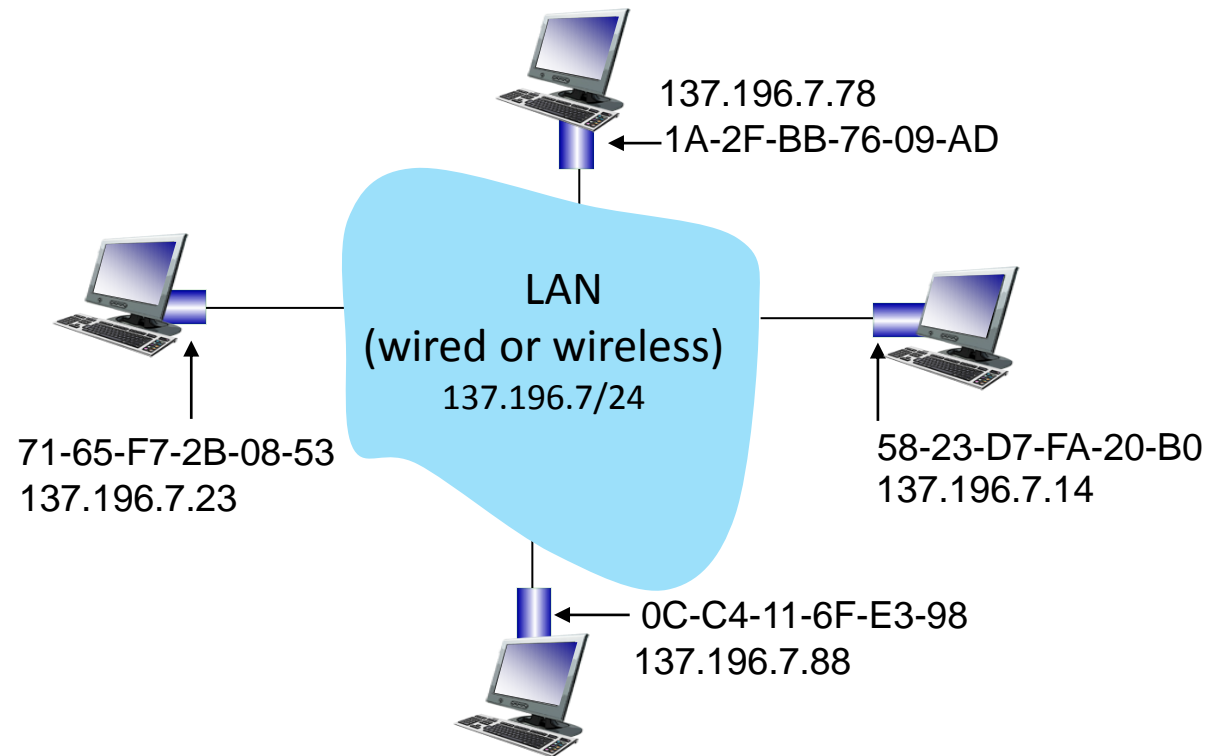 137.196.7.78
1A-2F-BB-76-09-AD
LAN
(wired or wireless)
137.196.7/24
71-65-F7-2B-08-53
137.196.7.23
58-23-D7-FA-20-B0
137.196.7.14
0C-C4-11-6F-E3-98
137.196.7.88